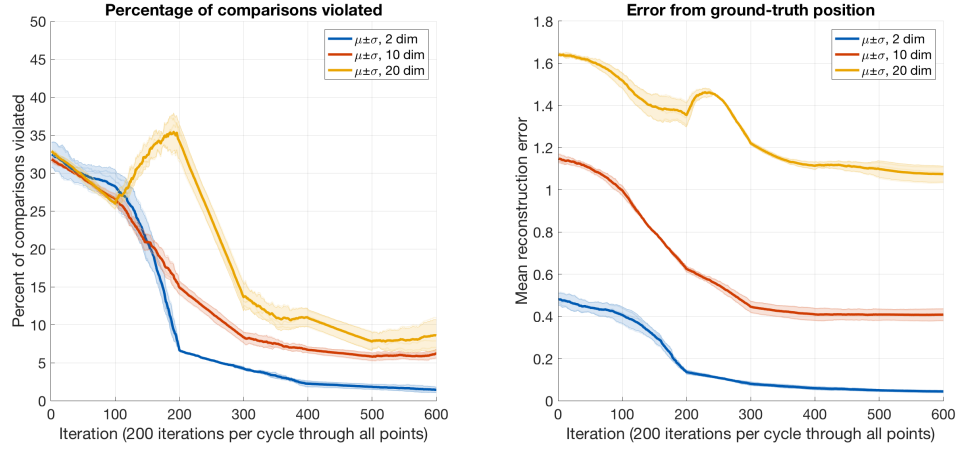 Percentage of comparisons violated
50
45
40
35
30
25
20
15
10
5
0
Percent of comparisons violated
μ±σ, 2 dim
μ±σ, 10 dim
μ±σ, 20 dim
0 100 200 300 400 500 600
Iteration (200 iterations per cycle through all points)
Error from ground-truth position
1.8
1.6
1.4
1.2
1
0.8
0.6
0.4
0.2
0
Mean reconstruction error
μ±σ, 2 dim
μ±σ, 10 dim
μ±σ, 20 dim
0 100 200 300 400 500 600
Iteration (200 iterations per cycle through all points)